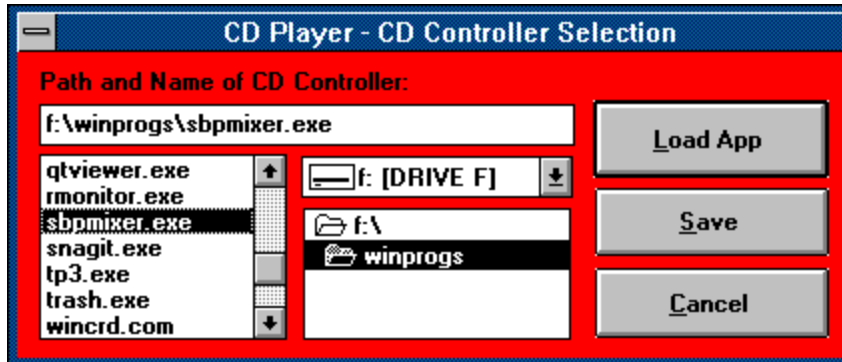 CD Player - CD Controller Selection
Path and Name of CD Controller:
f:\winprogs\sbpmixer.exe
qtviewer.exe
rmonitor.exe
sbpmixer.exe
snagit.exe
tp3.exe
trash.exe
wincrd.com
f: [DRIVE F]
f:\
winprogs
Load App
Save
Cancel